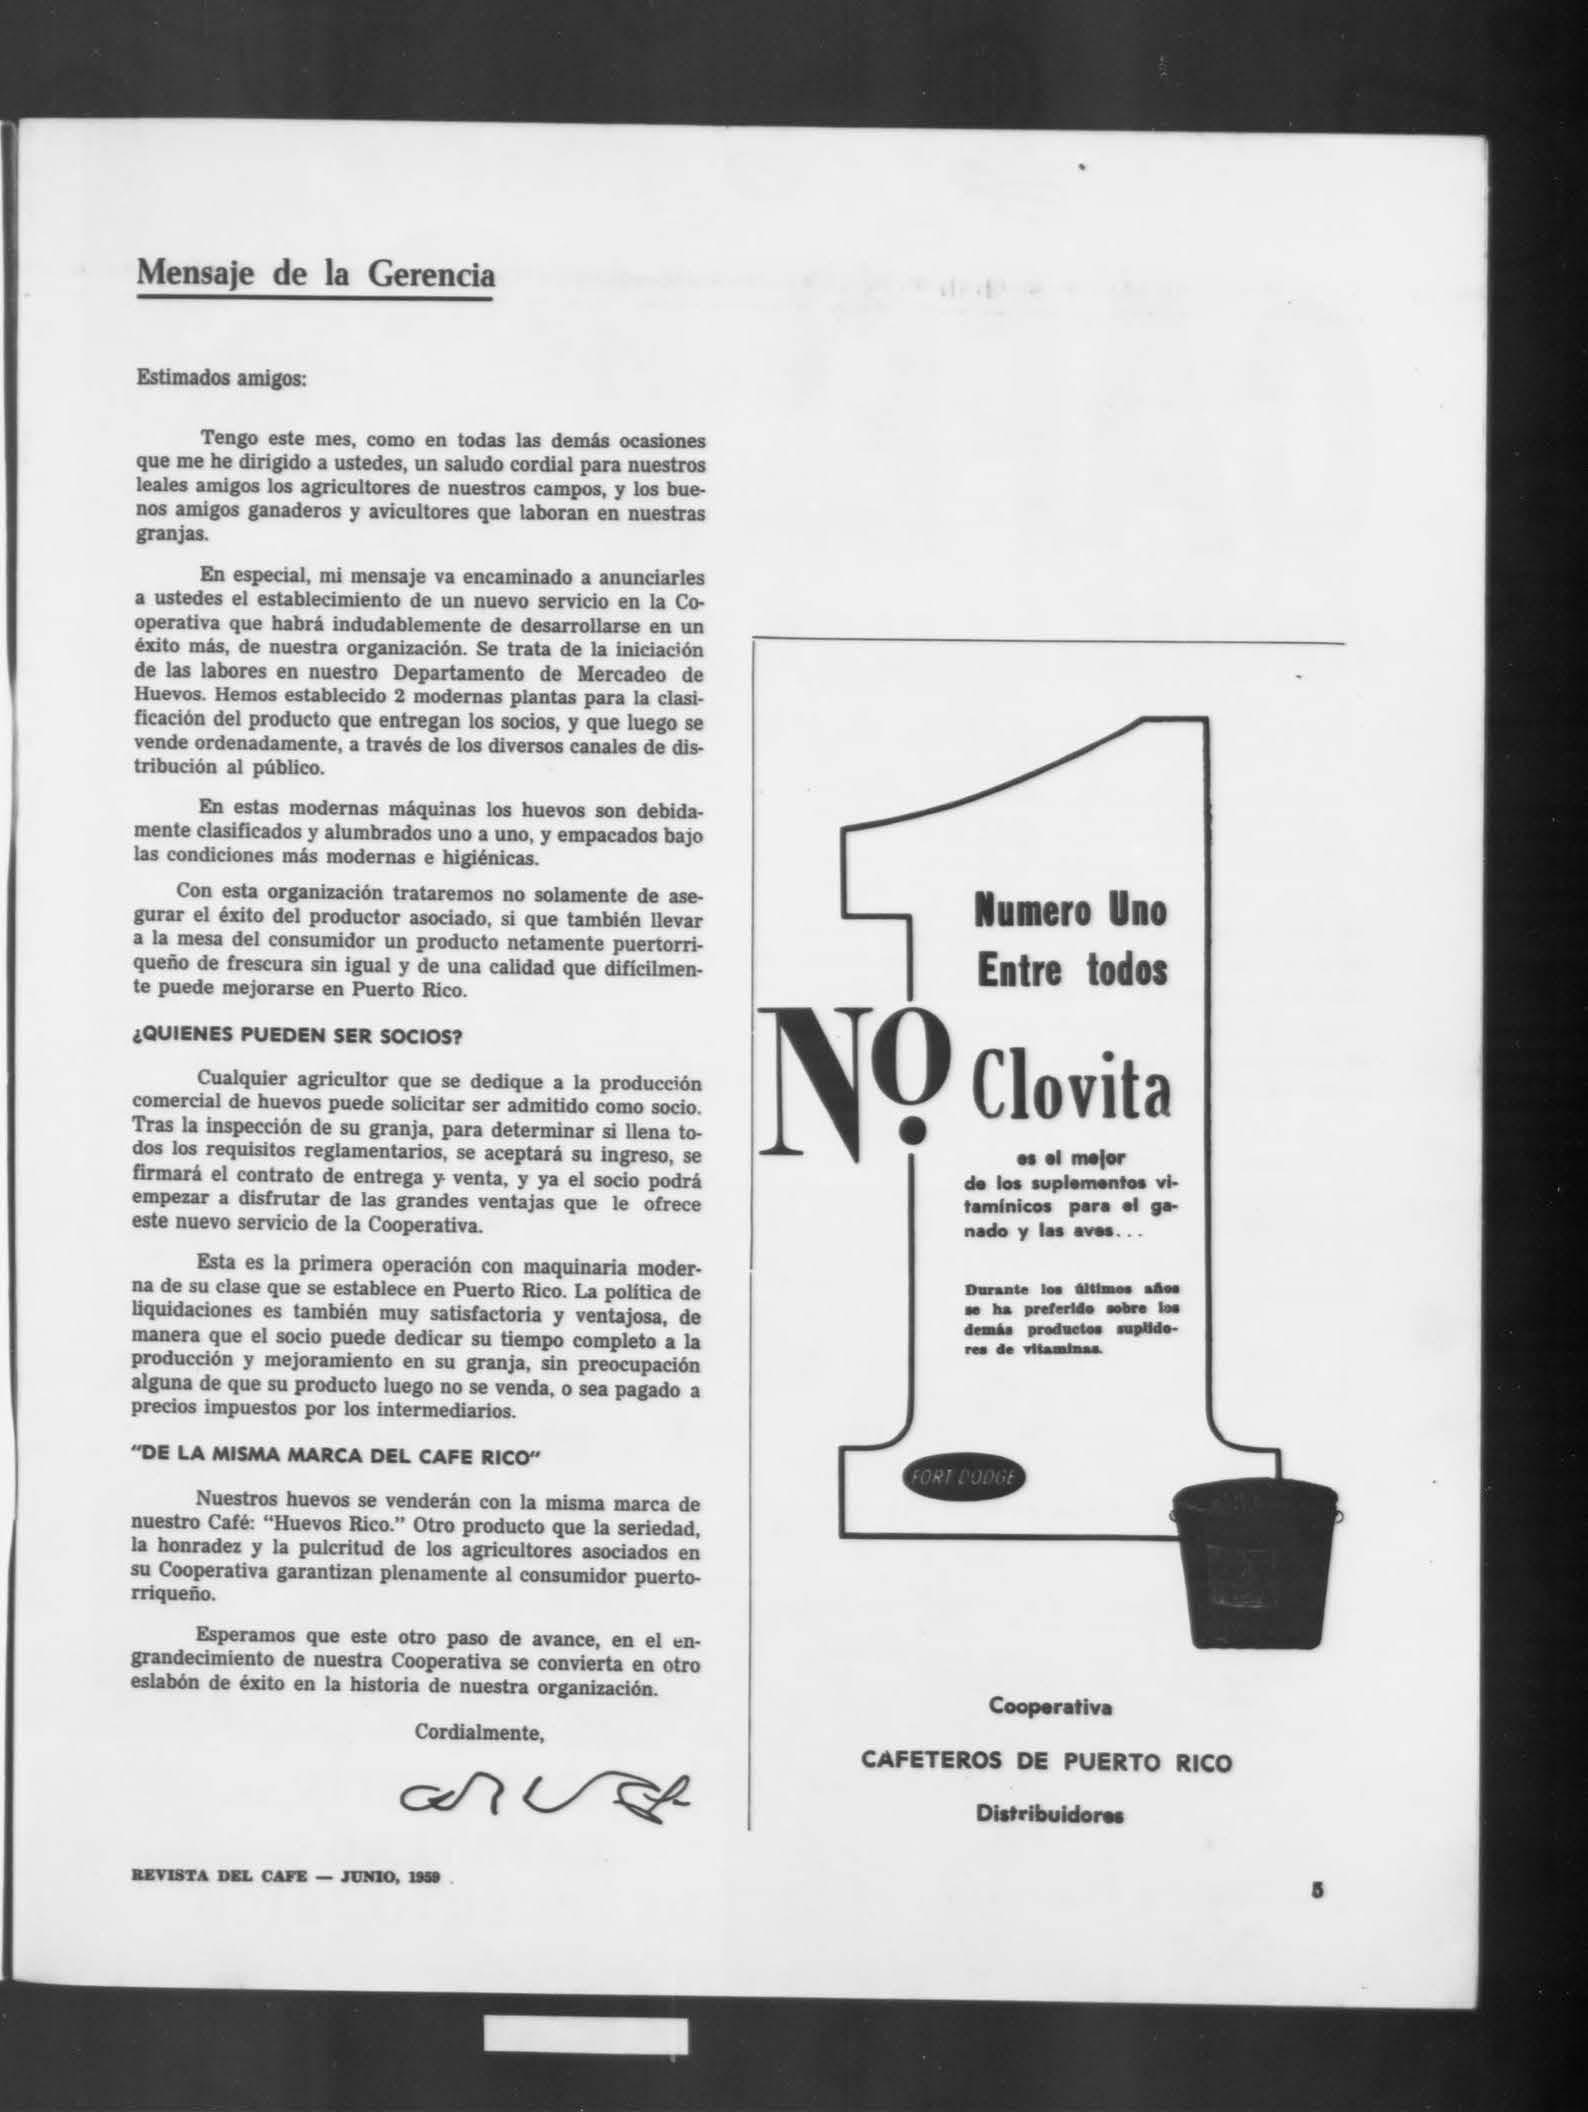 Mensaje de la Gerencia
Estimados amigos:
Tengo este mes, como en todas las demás ocasiones
que me he dirigido a ustedes, un saludo cordial para nuestros
leales amigos los agricultores de nuestros campos, y los bue-
nos amigos ganaderos y avicultores que laboran en nuestras
granjas.
En especial, mi mensaje va encaminado a anunciarles
a ustedes el establecimiento de un nuevo servicio en la Co-
operativa que habrá indudablemente de desarrollarse en un
éxito más, de nuestra organización. Se trata de la iniciación
de las labores en nuestro Departamento de Mercadeo de
Huevos. Hemos establecido 2 modernas plantas para la clasi-
ficación del producto que entregan los socios, y que luego se
vende ordenadamente, a través de los diversos canales de dis-
tribución al público.
En estas modernas máquinas los huevos son debida-
mente clasificados y alumbrados uno a uno, y empacados bajo
las condiciones más modernas e higiénicas.
Con esta organización trataremos no solamente de ase-
gurar el éxito del productor asociado, si que también llevar
a la mesa del consumidor un producto netamente puertorri-
queño de frescura sin igual y de una calidad que difícilmen-
te puede mejorarse en Puerto Rico.
¿QUIENES PUEDEN SER SOCIOS?
Cualquier agricultor que se dedique a la producción
comercial de huevos puede solicitar ser admitido como socio.
Tras la inspección de su granja, para determinar si llena to-
dos los requisitos reglamentarios, se aceptará su ingreso, se
firmará el contrato de entrega y venta, y ya el socio podrá
empezar a disfrutar de las grandes ventajas que le ofrece
este nuevo servicio de la Cooperativa.
Esta es la primera operación con maquinaria moder-
na de su clase que se establece en Puerto Rico. La política de
liquidaciones es también muy satisfactoria y ventajosa, de
manera que el socio puede dedicar su tiempo completo a la
producción y mejoramiento en su granja, sin preocupación
alguna de que su producto luego no se venda, o sea pagado a
precios impuestos por los intermediarios.
"DE LA MISMA MARCA DEL CAFE RICO"
Nuestros huevos se venderán con la misma marca de
nuestro Café: "Huevos Rico." Otro producto que la seriedad,
la honradez y la pulcritud de los agricultores asociados en
su Cooperativa garantizan plenamente al consumidor puerto-
rriqueño.
Esperamos que este otro paso de avance, en el en-
grandecimiento de nuestra Cooperativa se convierta en otro
eslabón de éxito en la historia de nuestra organización.
Cordialmente,
REVISTA DEL CAFE — JUNIO, 1959
Numero Uno
Entre todos
No. 1
Clovita
es el mejor
de los suplementos vi-
tamínicos para el ga-
nado y las aves...
Durante los últimos años
se ha preferido sobre los
demás productos suplido-
res de vitaminas.
FORT DODGE
Cooperativa
CAFETEROS DE PUERTO RICO
Distribuidores
5